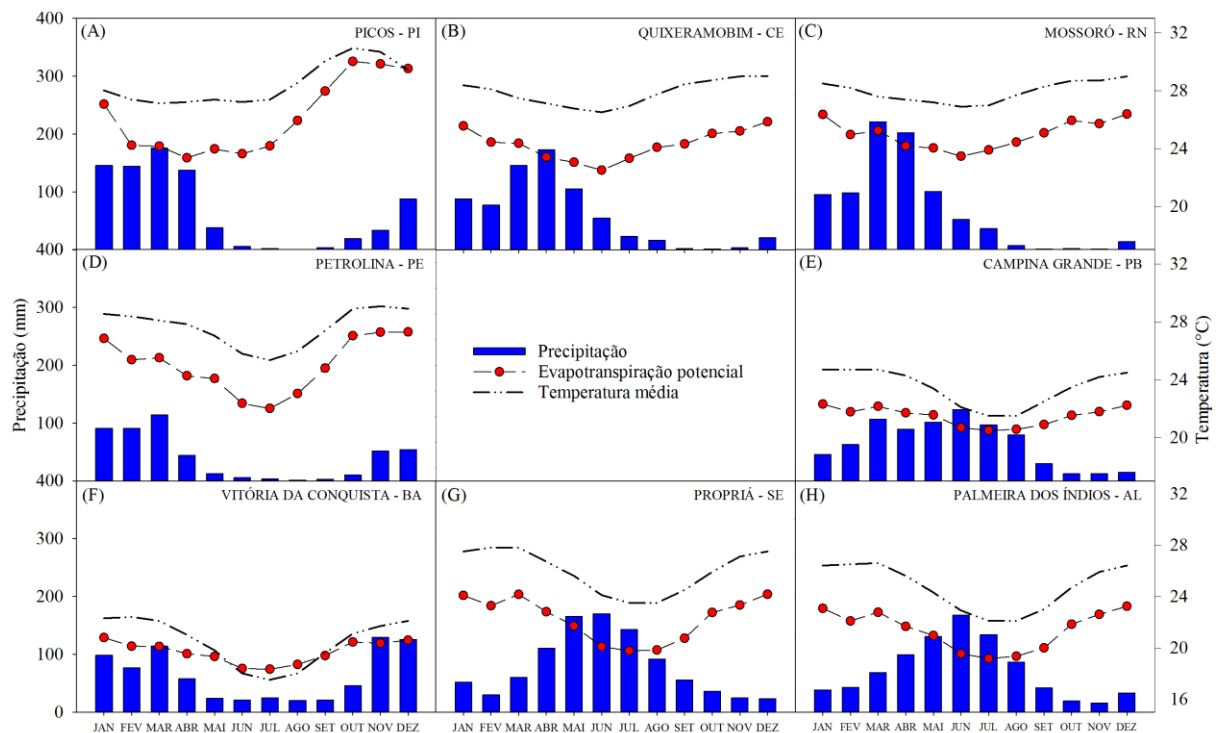 400 (A) PICOS - PI (B) QUIXERAMOBIM - CE (C) MOSSORÓ - RN 32
300 28
200 24
100 20
400 (D) PETROLINA - PE (E) CAMPINA GRANDE - PB 32
300 28
Precipitação
Evapotranspiração potencial
Temperatura média
200 24
100 20
Precipitação (mm)
Temperatura (°C)
400 (F) VITÓRIA DA CONQUISTA - BA (G) PROPRIÁ - SE (H) PALMEIRA DOS ÍNDIOS - AL 32
300 28
200 24
100 20
0 16
JAN FEV MAR ABR MAI JUN JUL AGO SET OUT NOV DEZ JAN FEV MAR ABR MAI JUN JUL AGO SET OUT NOV DEZ JAN FEV MAR ABR MAI JUN JUL AGO SET OUT NOV DEZ